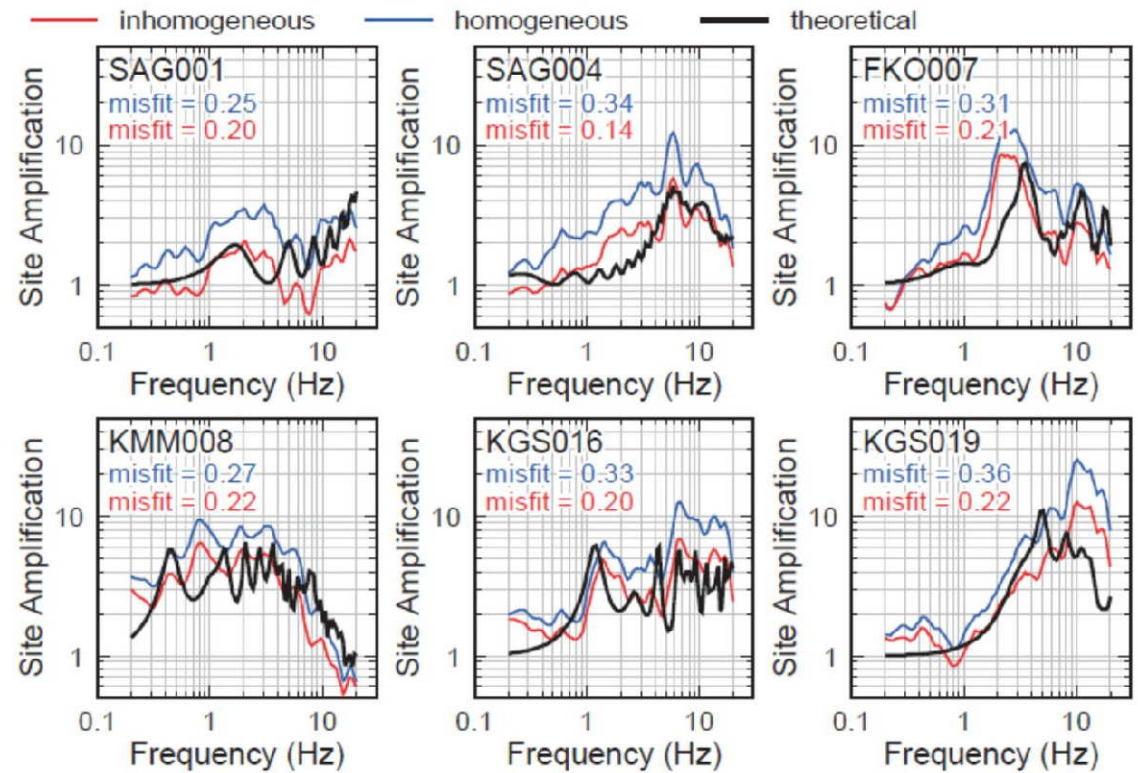 inhomogeneous homogeneous theoretical
SAG001 SAG004 FKO007
misfit = 0.25 misfit = 0.34 misfit = 0.31
misfit = 0.20 misfit = 0.14 misfit = 0.21
Site Amplification Site Amplification Site Amplification
10 10 10
1 1 1
0.1 1 10 0.1 1 10 0.1 1 10
Frequency (Hz) Frequency (Hz) Frequency (Hz)
KMM008 KGS016 KGS019
misfit = 0.27 misfit = 0.33 misfit = 0.36
misfit = 0.22 misfit = 0.20 misfit = 0.22
Site Amplification Site Amplification Site Amplification
10 10 10
1 1 1
0.1 1 10 0.1 1 10 0.1 1 10
Frequency (Hz) Frequency (Hz) Frequency (Hz)